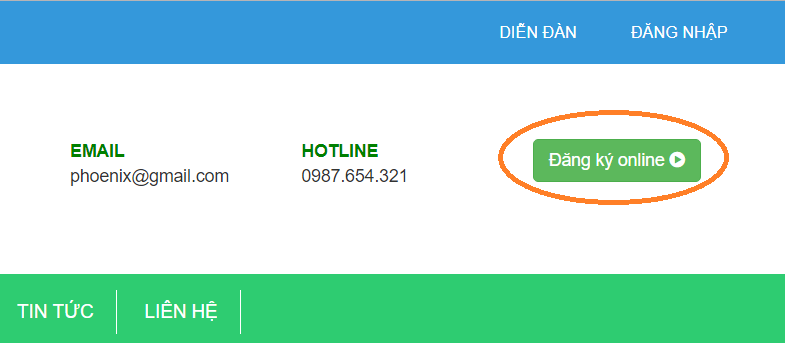 DIỄN ĐÀN ĐĂNG NHẬP
EMAIL
phoenix@gmail.com
HOTLINE
0987.654.321
Đăng ký online
TIN TỨC LIÊN HỆ